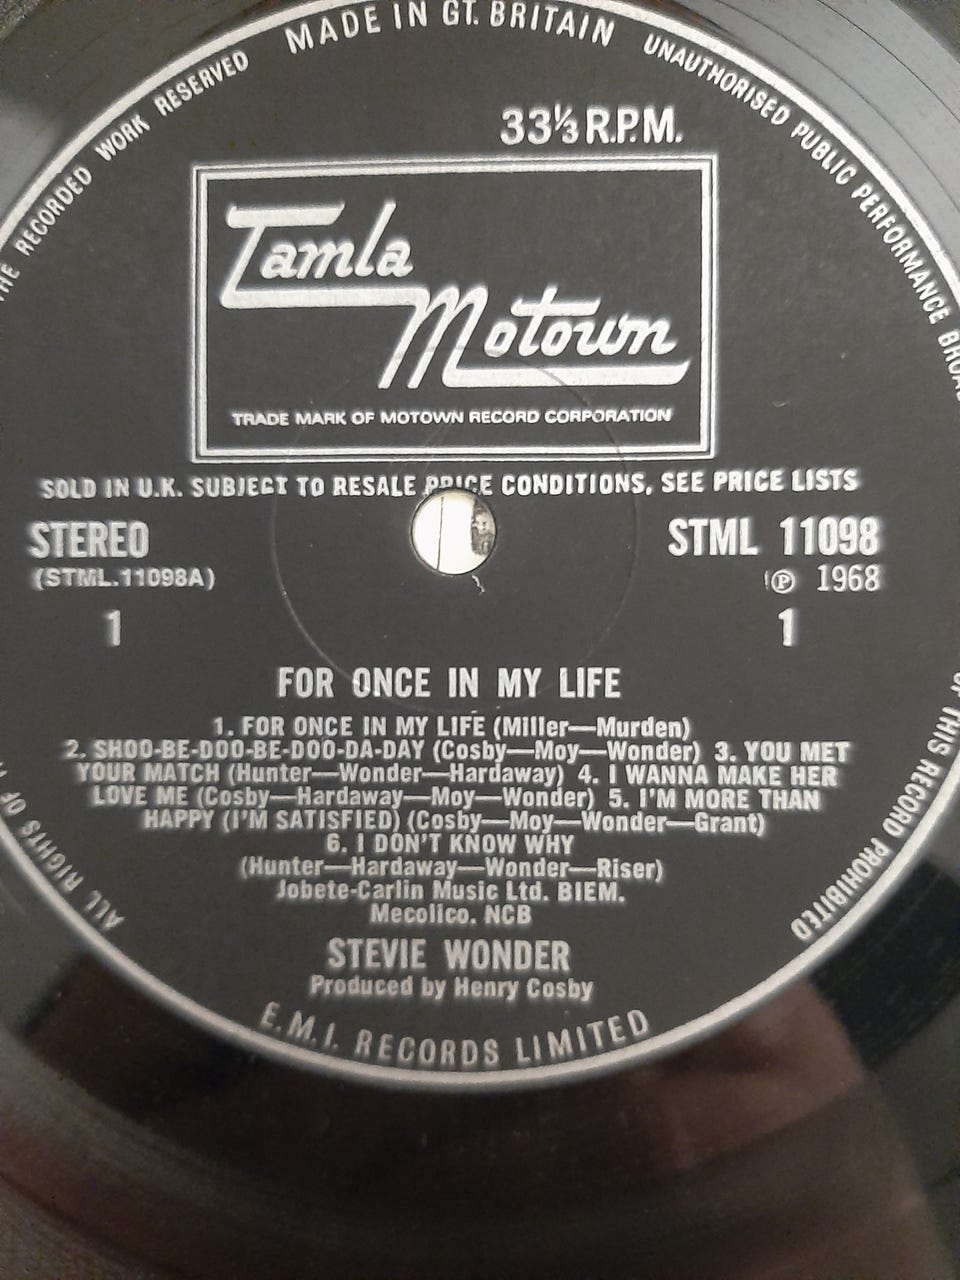 MADE IN GT. BRITAIN
UNAUTHORISED PUBLIC PERFORMANCE
OF THIS RECORD PROHIBITED
ALL RIGHTS OF
THE RECORDED WORK RESERVED
33⅓ R.P.M.
Tamla
Motown
TRADE MARK OF MOTOWN RECORD CORPORATION
SOLD IN U.K. SUBJECT TO RESALE PRICE CONDITIONS, SEE PRICE LISTS
STEREO STML 11098
(STML.11098A) ℗ 1968
1 1
FOR ONCE IN MY LIFE
1. FOR ONCE IN MY LIFE (Miller—Murden)
2. SHOO-BE-DOO-BE-DOO-DA-DAY (Cosby—Moy—Wonder) 3. YOU MET
YOUR MATCH (Hunter—Wonder—Hardaway) 4. I WANNA MAKE HER
LOVE ME (Cosby—Hardaway—Moy—Wonder) 5. I'M MORE THAN
HAPPY (I'M SATISFIED) (Cosby—Moy—Wonder—Grant)
6. I DON'T KNOW WHY
(Hunter—Hardaway—Wonder—Riser)
Jobete-Carlin Music Ltd. BIEM.
Mecolico. NCB
STEVIE WONDER
Produced by Henry Cosby
E.M.I. RECORDS LIMITED